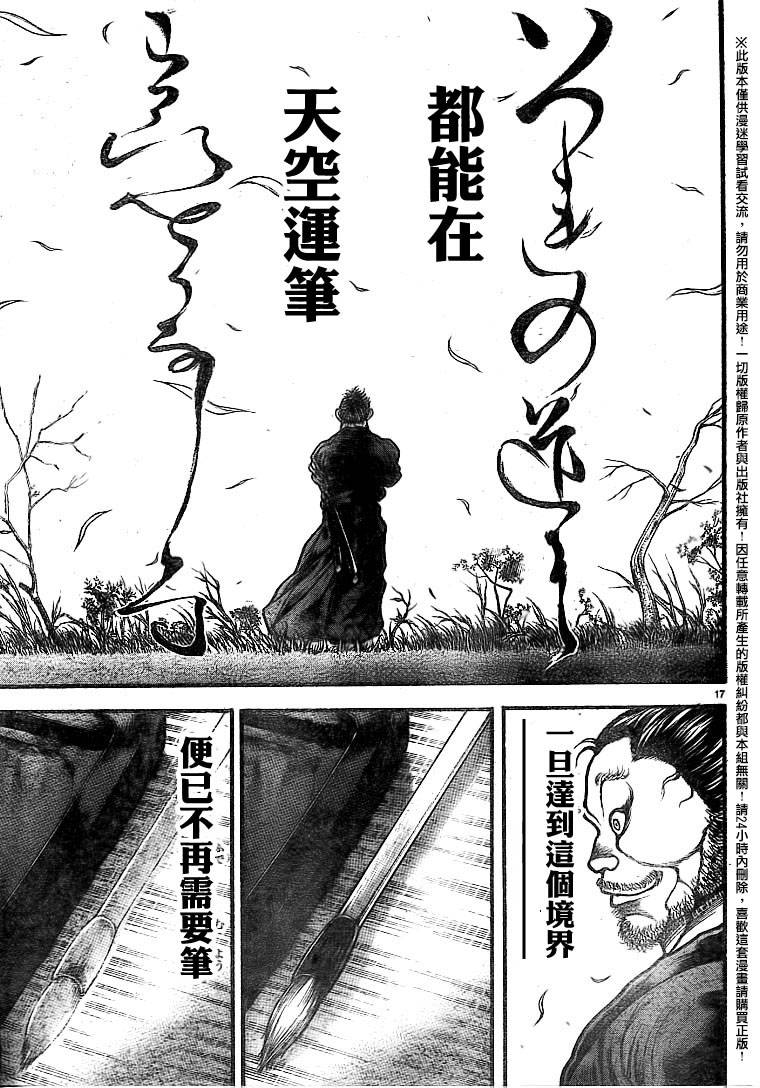 ※此版本僅供漫迷學習試看交流，請勿用於商業用途！一切版權歸原作者與出版社擁有！因任意轉載所產生的版權糾紛都與本組無關！請24小時內刪除，喜歡這套漫畫請購買正版！
都能在
天空運筆
17
一旦達到這個境界
便已不再需要筆
ふで
むよう